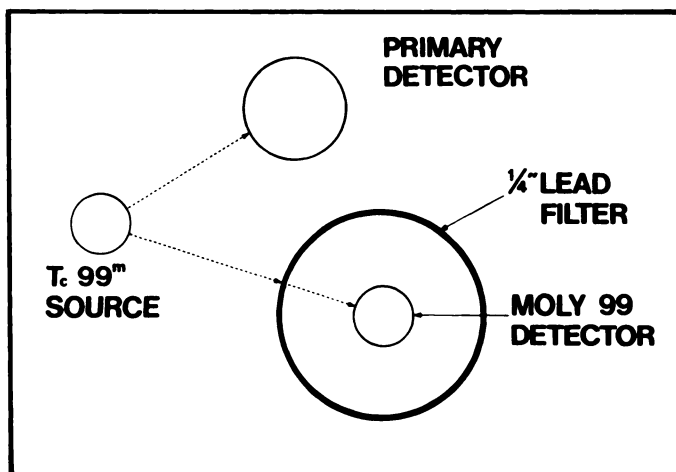 PRIMARY
DETECTOR
¼" LEAD
FILTER
Tc 99m
SOURCE
MOLY 99
DETECTOR